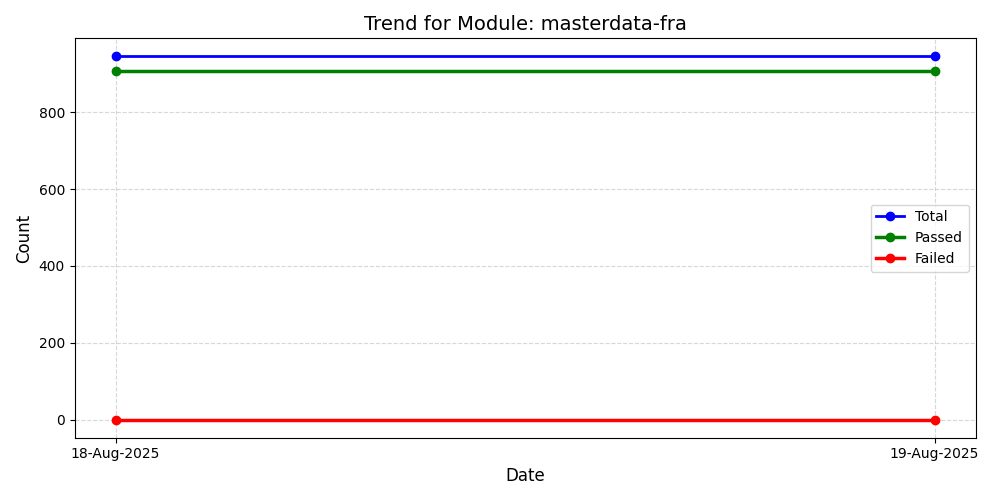 Trend for Module: masterdata-fra
Count
800
600
400
200
0
Total
Passed
Failed
18-Aug-2025
19-Aug-2025
Date